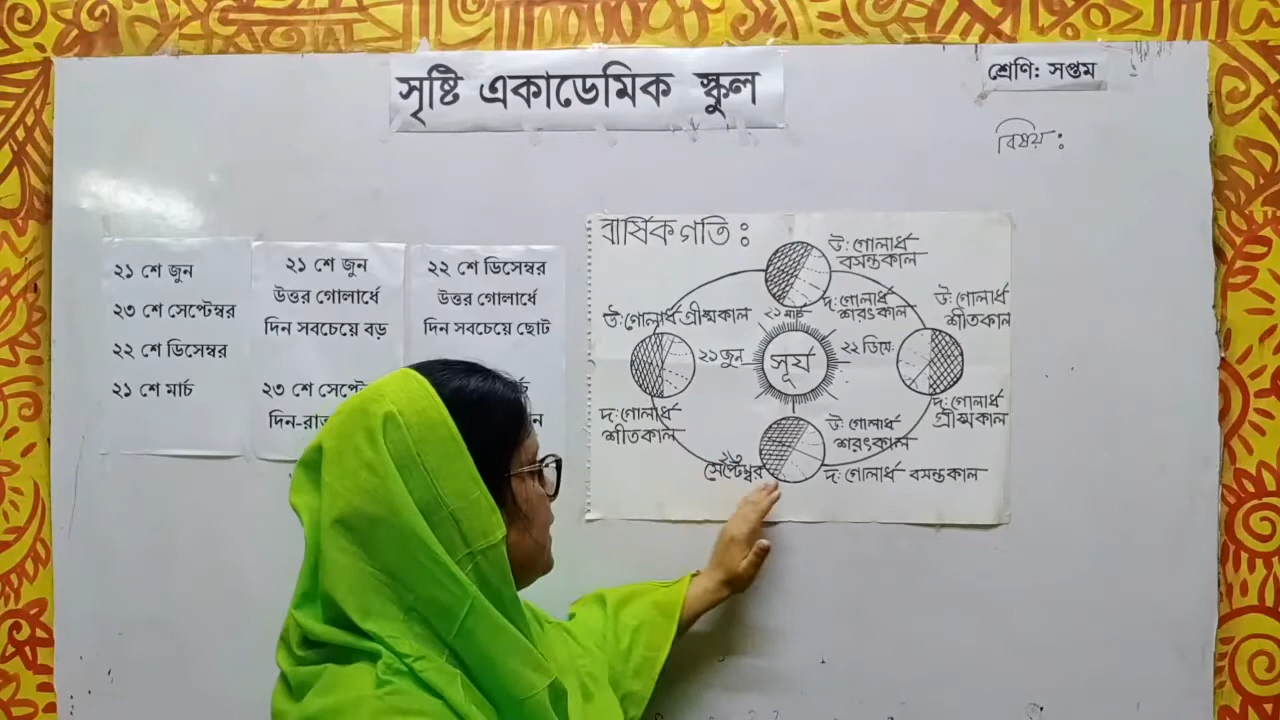 সৃষ্টি একাডেমিক স্কুল
শ্রেণি: সপ্তম
বিষয়:
২১ শে জুন
২৩ শে সেপ্টেম্বর
২২ শে ডিসেম্বর
২১ শে মার্চ
২১ শে জুন
উত্তর গোলার্ধে
দিন সবচেয়ে বড়
২৩ শে
২২ শে ডিসেম্বর
উত্তর গোলার্ধে
দিন সবচেয়ে ছোট
বার্ষিক গতি:
উ: গোলার্ধ
বসন্তকাল
দ: গোলার্ধ
শরৎকাল
২১ মার্চ
উ: গোলার্ধ গ্রীষ্মকাল
২১ জুন
দ: গোলার্ধ
শীতকাল
সূর্য
উ: গোলার্ধ
শীতকাল
২২ ডিসে:
দ: গোলার্ধ
গ্রীষ্মকাল
উ: গোলার্ধ
শরৎকাল
সেপ্টেম্বর
দ: গোলার্ধ বসন্তকাল